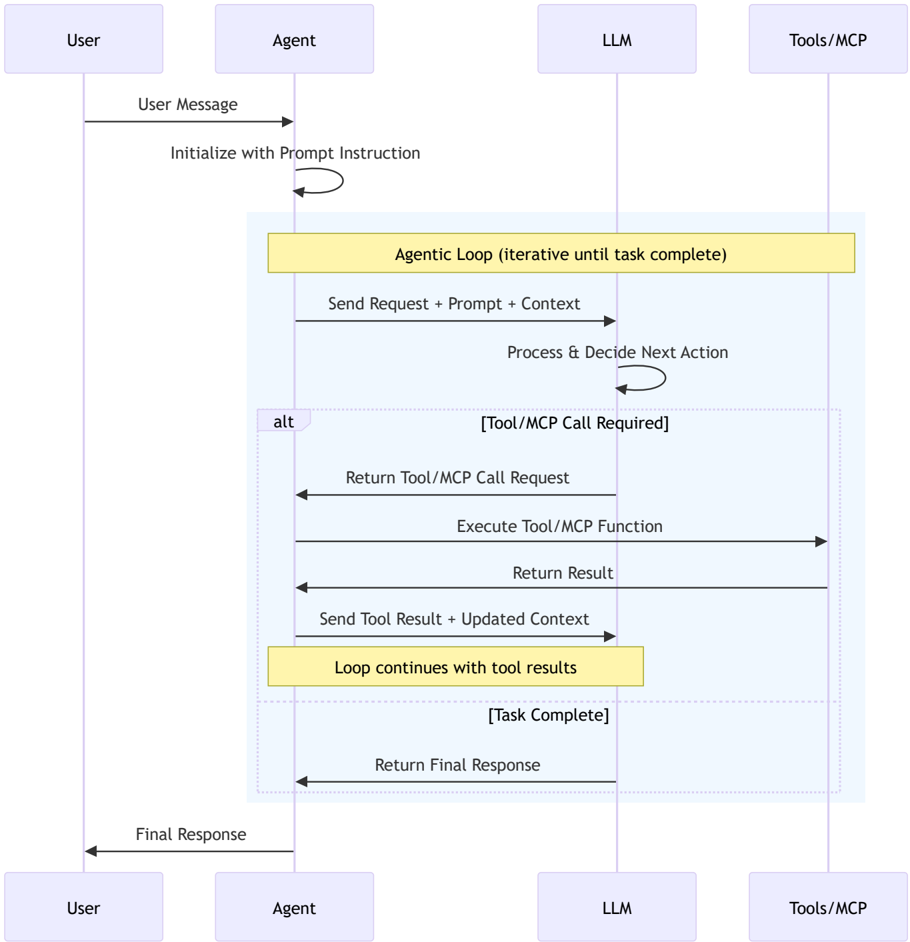 User
Agent
LLM
Tools/MCP
User Message
Initialize with Prompt Instruction
Agentic Loop (iterative until task complete)
Send Request + Prompt + Context
Process & Decide Next Action
alt
[Tool/MCP Call Required]
Return Tool/MCP Call Request
Execute Tool/MCP Function
Return Result
Send Tool Result + Updated Context
Loop continues with tool results
[Task Complete]
Return Final Response
Final Response
User
Agent
LLM
Tools/MCP